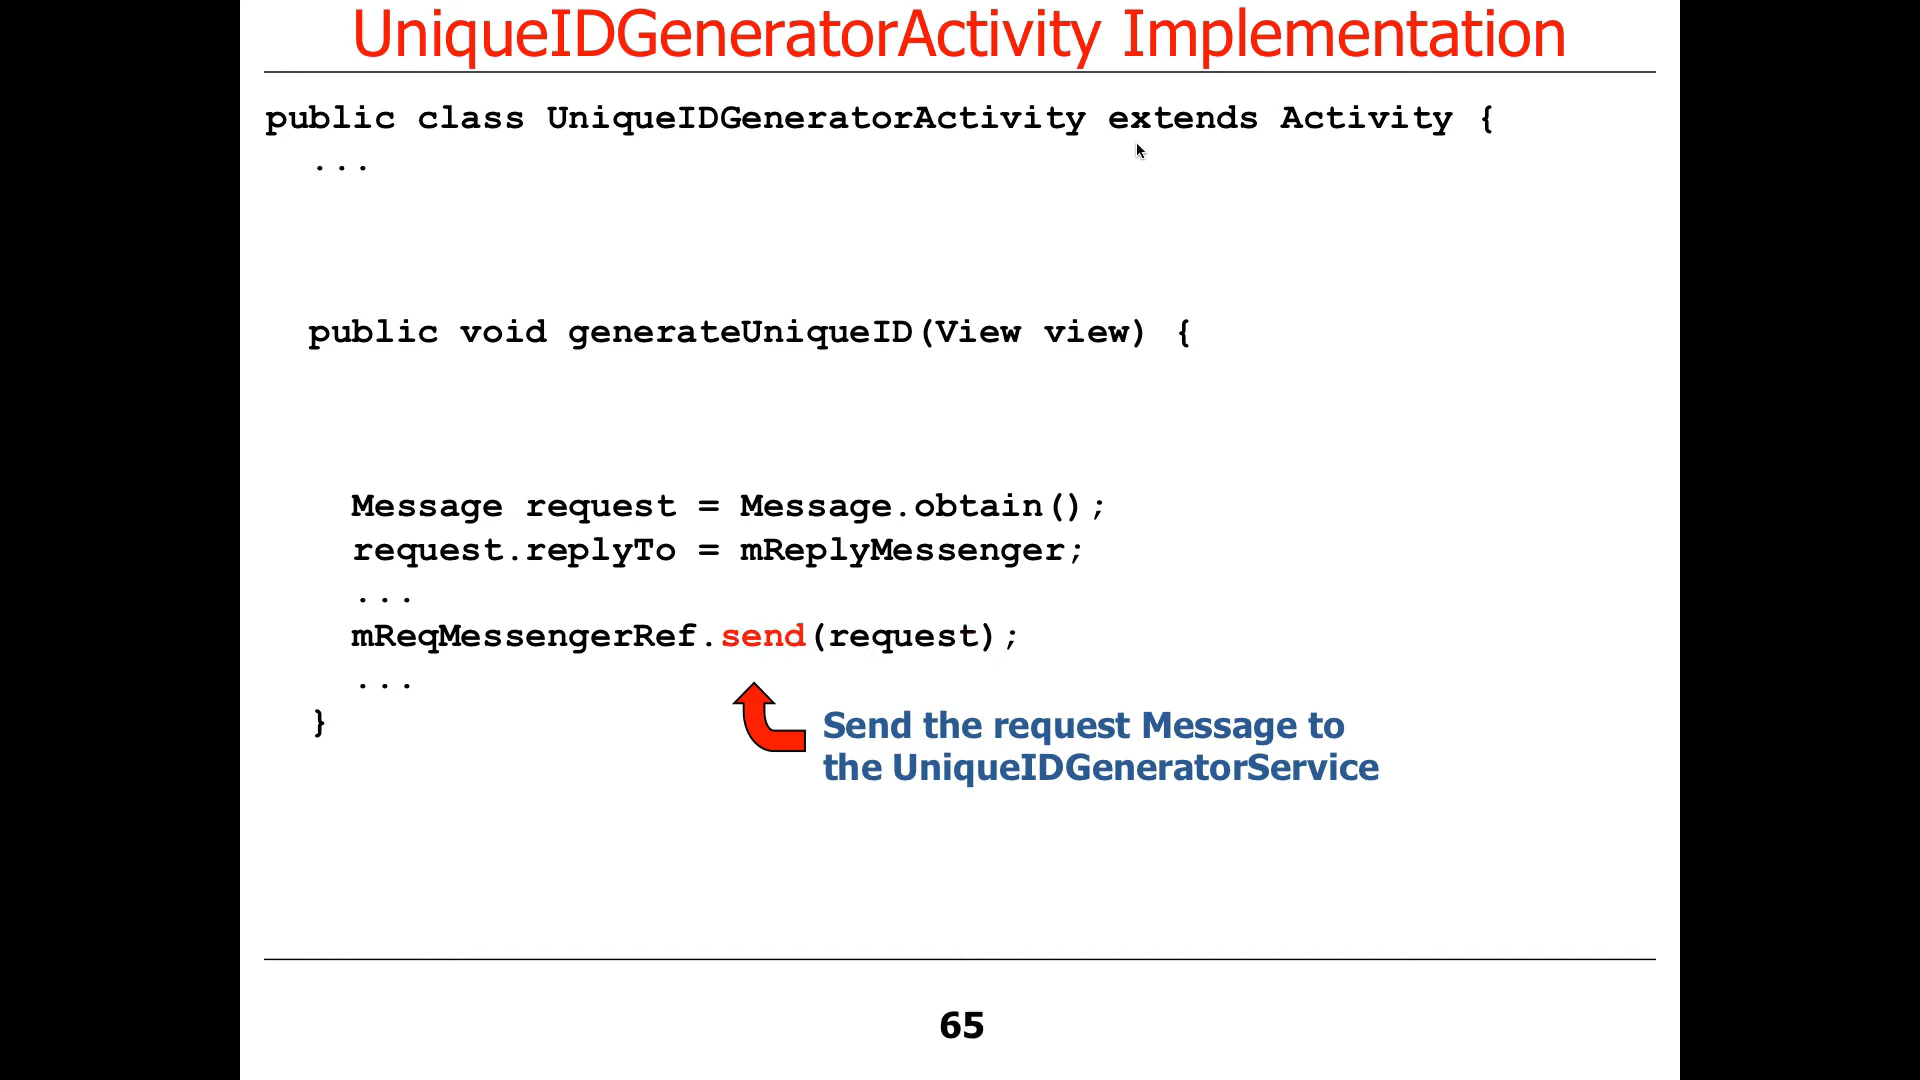 UniqueIDGeneratorActivity Implementation
public class UniqueIDGeneratorActivity extends Activity {
...
public void generateUniqueID(View view) {
Message request = Message.obtain();
request.replyTo = mReplyMessenger;
...
mReqMessengerRef.send(request);
...
}
Send the request Message to
the UniqueIDGeneratorService
65